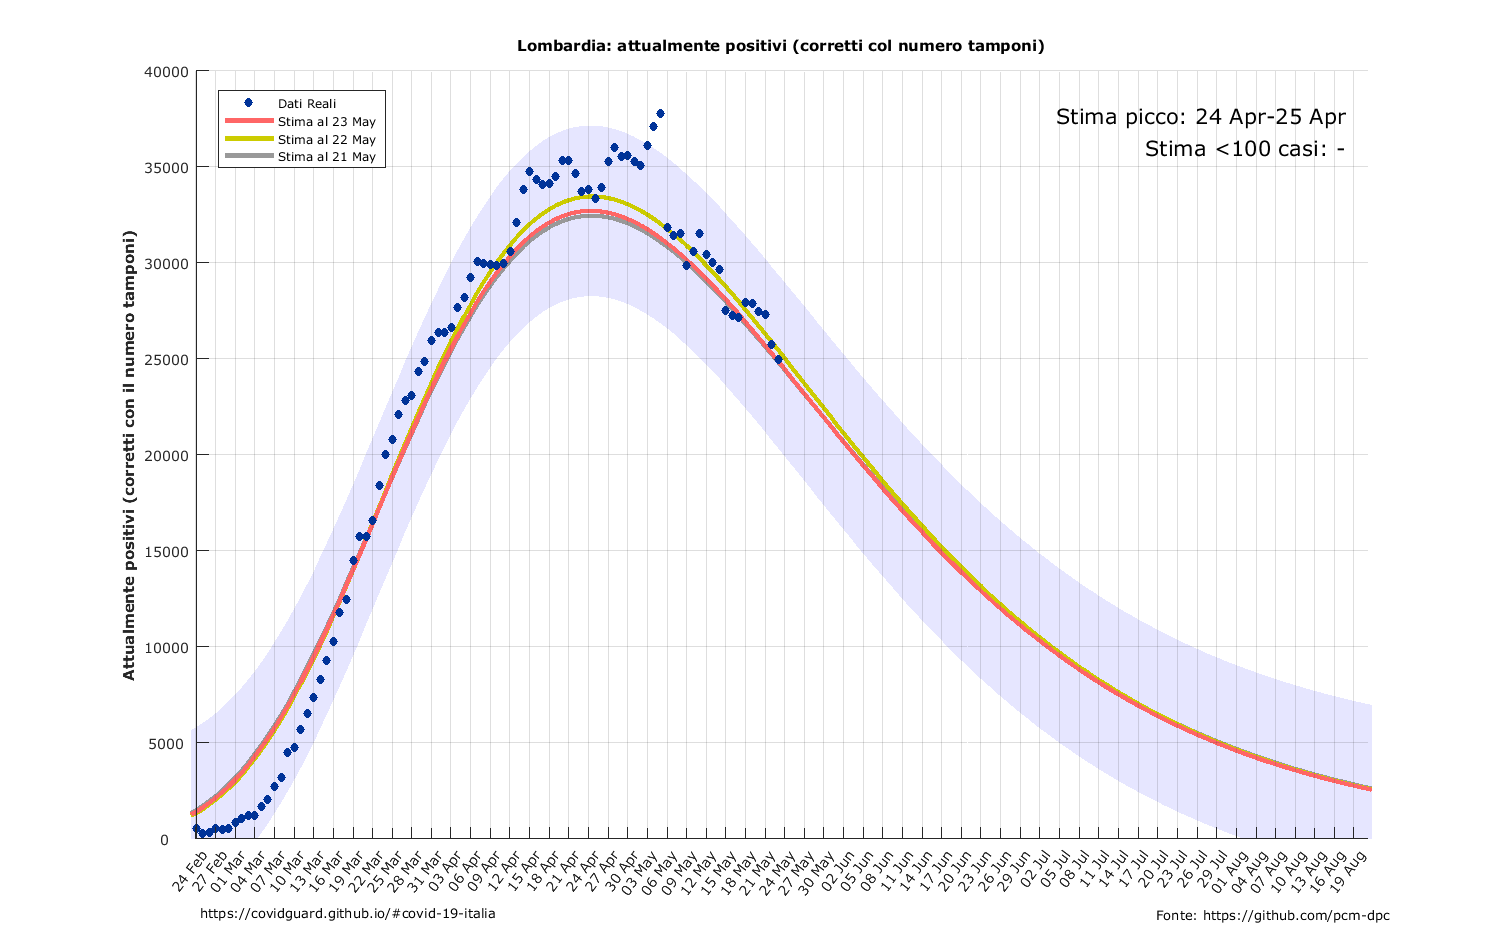 Lombardia: attualmente positivi (corretti col numero tamponi)
Attualmente positivi (corretti con il numero tamponi)
40000
35000
30000
25000
20000
15000
10000
5000
0
Dati Reali
Stima al 23 May
Stima al 22 May
Stima al 21 May
Stima picco: 24 Apr-25 Apr
Stima <100 casi: -
24 Feb
27 Feb
01 Mar
04 Mar
07 Mar
10 Mar
13 Mar
16 Mar
19 Mar
22 Mar
25 Mar
28 Mar
31 Mar
03 Apr
06 Apr
09 Apr
12 Apr
15 Apr
18 Apr
21 Apr
24 Apr
27 Apr
30 Apr
03 May
06 May
09 May
12 May
15 May
18 May
21 May
24 May
27 May
30 May
02 Jun
05 Jun
08 Jun
11 Jun
14 Jun
17 Jun
20 Jun
23 Jun
26 Jun
29 Jun
02 Jul
05 Jul
08 Jul
11 Jul
14 Jul
17 Jul
20 Jul
23 Jul
26 Jul
29 Jul
01 Aug
04 Aug
07 Aug
10 Aug
13 Aug
16 Aug
19 Aug
https://covidguard.github.io/#covid-19-italia
Fonte: https://github.com/pcm-dpc